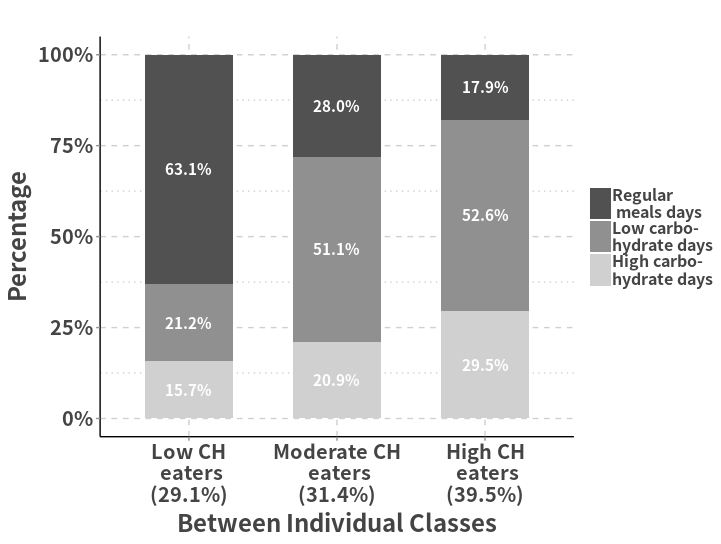 100%
75%
50%
25%
0%
Percentage
63.1%
21.2%
15.7%
28.0%
51.1%
20.9%
17.9%
52.6%
29.5%
Low CH
eaters
(29.1%)
Moderate CH
eaters
(31.4%)
High CH
eaters
(39.5%)
Between Individual Classes
Regular
meals days
Low carbo-
hydrate days
High carbo-
hydrate days